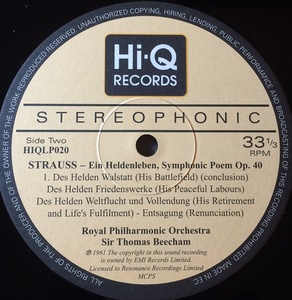 UNAUTHORIZED COPYING, HIRING, LENDING, PUBLIC PERFORMANCE AND BROADCASTING OF THIS RECORD PROHIBITED MADE IN EC.
ALL RIGHTS OF THE PRODUCER AND OF THE OWNER OF THE WORK REPRODUCED RESERVED.
Hi·Q
RECORDS
STEREOPHONIC
Side Two
HIQLP020
33 1/3
RPM
STRAUSS – Ein Heldenleben, Symphonic Poem Op. 40
1. Des Helden Walstatt (His Battlefield) (conclusion)
Des Helden Friedenswerke (His Peaceful Labours)
Des Helden Weltflucht und Vollendung (His Retirement
and Life's Fulfilment) - Entsagung (Renunciation)
Royal Philharmonic Orchestra
Sir Thomas Beecham
℗ 1961 The copyright in this sound recording
is owned by EMI Records Limited.
Licensed to Resonance Recordings Limited
MCPS